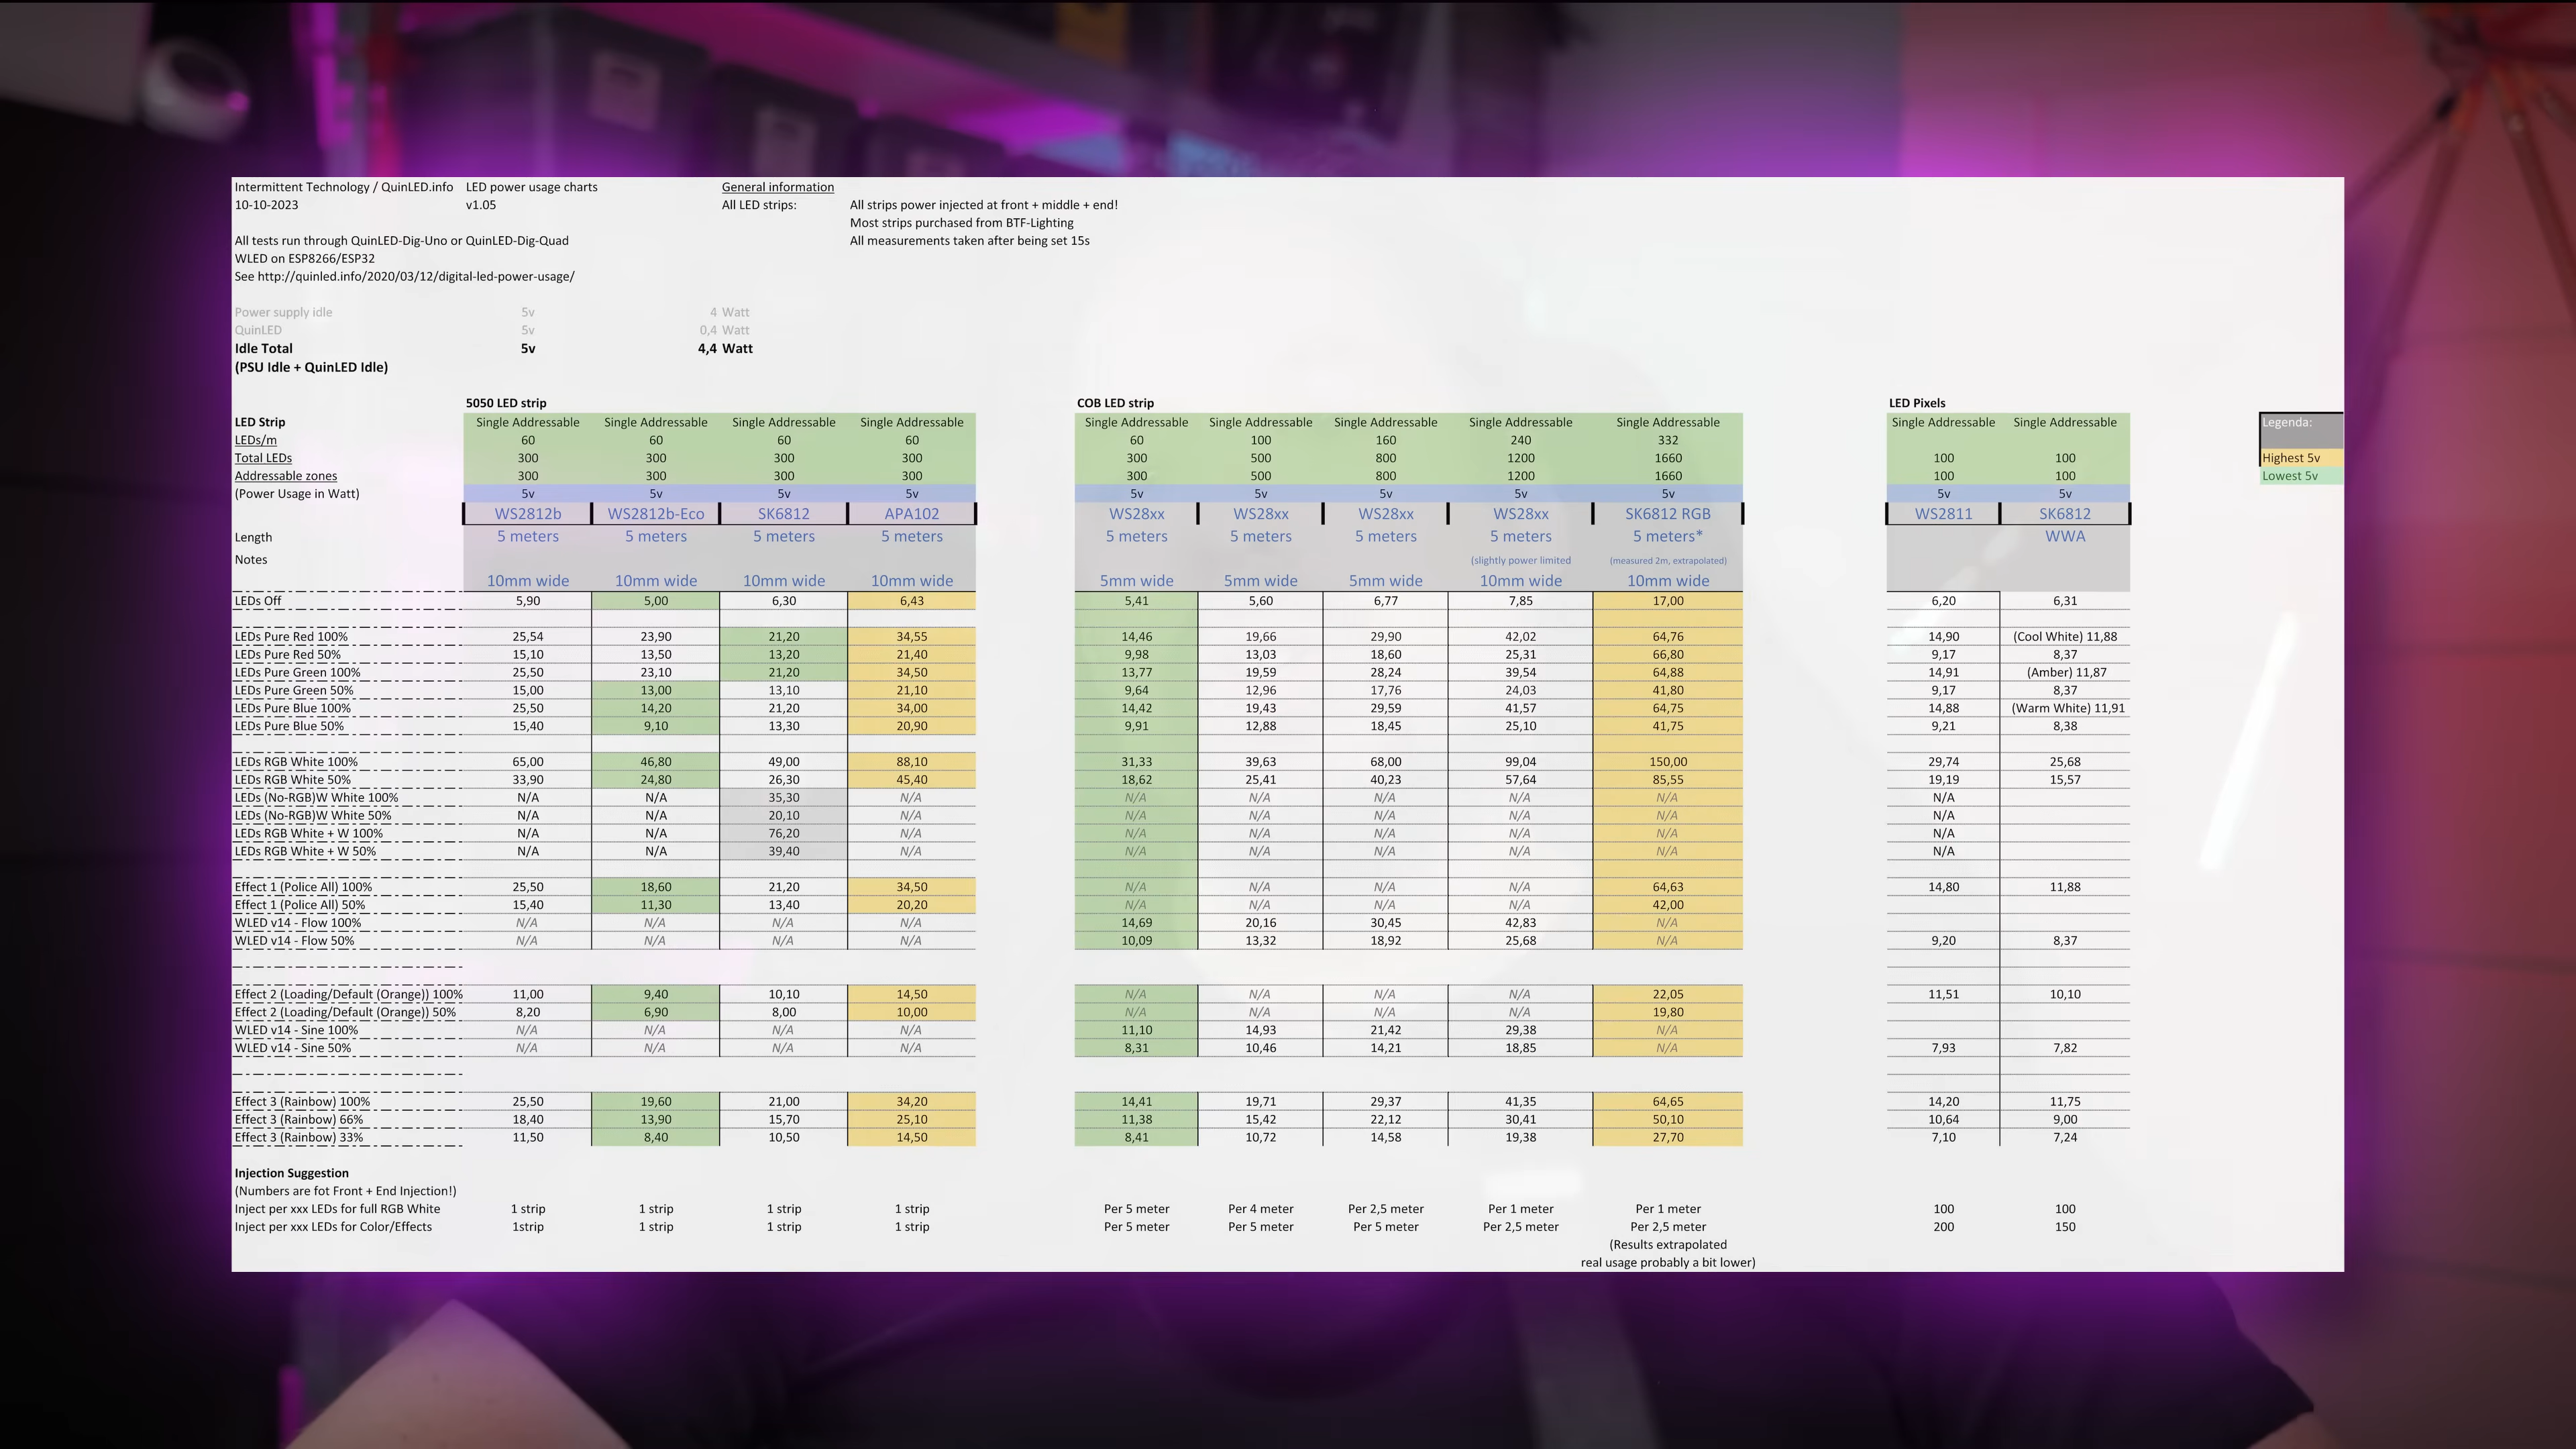 Intermittent Technology / QuinLED.info LED power usage charts General information
10-10-2023 v1.05 All LED strips: All strips power injected at front + middle + end!
Most strips purchased from BTF-Lighting
All tests run through QuinLED-Dig-Uno or QuinLED-Dig-Quad All measurements taken after being set 15s
WLED on ESP8266/ESP32
See http://quinled.info/2020/03/12/digital-led-power-usage/
Power supply idle 5v 4 Watt
QuinLED 5v 0,4 Watt
Idle Total 5v 4,4 Watt
(PSU Idle + QuinLED Idle)
5050 LED strip COB LED strip LED Pixels
LED Strip Single Addressable Single Addressable Single Addressable Single Addressable Single Addressable Single Addressable Single Addressable Single Addressable Single Addressable Single Addressable Single Addressable Legenda:
LEDs/m 60 60 60 60 60 100 160 240 332
Total LEDs 300 300 300 300 300 500 800 1200 1660 100 100 Highest 5v
Addressable zones 300 300 300 300 300 500 800 1200 1660 100 100 Lowest 5v
(Power Usage in Watt) 5v 5v 5v 5v 5v 5v 5v 5v 5v 5v 5v
WS2812b WS2812b-Eco SK6812 APA102 WS28xx WS28xx WS28xx WS28xx SK6812 RGB WS2811 SK6812
Length 5 meters 5 meters 5 meters 5 meters 5 meters 5 meters 5 meters 5 meters 5 meters* WWA
Notes (slightly power limited (measured 2m, extrapolated)
10mm wide 10mm wide 10mm wide 10mm wide 5mm wide 5mm wide 5mm wide 10mm wide 10mm wide
LEDs Off 5,90 5,00 6,30 6,43 5,41 5,60 6,77 7,85 17,00 6,20 6,31
LEDs Pure Red 100% 25,54 23,90 21,20 34,55 14,46 19,66 29,90 42,02 64,76 14,90 (Cool White) 11,88
LEDs Pure Red 50% 15,10 13,50 13,20 21,40 9,98 13,03 18,60 25,31 66,80 9,17 8,37
LEDs Pure Green 100% 25,50 23,10 21,20 34,50 13,77 19,59 28,24 39,54 64,88 14,91 (Amber) 11,87
LEDs Pure Green 50% 15,00 13,00 13,10 21,10 9,64 12,96 17,76 24,03 41,80 9,17 8,37
LEDs Pure Blue 100% 25,50 14,20 21,20 34,00 14,42 19,43 29,59 41,57 64,75 14,88 (Warm White) 11,91
LEDs Pure Blue 50% 15,40 9,10 13,30 20,90 9,91 12,88 18,45 25,10 41,75 9,21 8,38
LEDs RGB White 100% 65,00 46,80 49,00 88,10 31,33 39,63 68,00 99,04 150,00 29,74 25,68
LEDs RGB White 50% 33,90 24,80 26,30 45,40 18,62 25,41 40,23 57,64 85,55 19,19 15,57
LEDs (No-RGB)W White 100% N/A N/A 35,30 N/A N/A N/A N/A N/A N/A N/A
LEDs (No-RGB)W White 50% N/A N/A 20,10 N/A N/A N/A N/A N/A N/A N/A
LEDs RGB White + W 100% N/A N/A 76,20 N/A N/A N/A N/A N/A N/A N/A
LEDs RGB White + W 50% N/A N/A 39,40 N/A N/A N/A N/A N/A N/A N/A
Effect 1 (Police All) 100% 25,50 18,60 21,20 34,50 N/A N/A N/A N/A 64,63 14,80 11,88
Effect 1 (Police All) 50% 15,40 11,30 13,40 20,20 N/A N/A N/A N/A 42,00
WLED v14 - Flow 100% N/A N/A N/A N/A 14,69 20,16 30,45 42,83 N/A
WLED v14 - Flow 50% N/A N/A N/A N/A 10,09 13,32 18,92 25,68 N/A 9,20 8,37
Effect 2 (Loading/Default (Orange)) 100% 11,00 9,40 10,10 14,50 N/A N/A N/A N/A 22,05 11,51 10,10
Effect 2 (Loading/Default (Orange)) 50% 8,20 6,90 8,00 10,00 N/A N/A N/A N/A 19,80
WLED v14 - Sine 100% N/A N/A N/A N/A 11,10 14,93 21,42 29,38 N/A
WLED v14 - Sine 50% N/A N/A N/A N/A 8,31 10,46 14,21 18,85 N/A 7,93 7,82
Effect 3 (Rainbow) 100% 25,50 19,60 21,00 34,20 14,41 19,71 29,37 41,35 64,65 14,20 11,75
Effect 3 (Rainbow) 66% 18,40 13,90 15,70 25,10 11,38 15,42 22,12 30,41 50,10 10,64 9,00
Effect 3 (Rainbow) 33% 11,50 8,40 10,50 14,50 8,41 10,72 14,58 19,38 27,70 7,10 7,24
Injection Suggestion
(Numbers are fot Front + End Injection!)
Inject per xxx LEDs for full RGB White 1 strip 1 strip 1 strip 1 strip Per 5 meter Per 4 meter Per 2,5 meter Per 1 meter Per 1 meter 100 100
Inject per xxx LEDs for Color/Effects 1strip 1 strip 1 strip 1 strip Per 5 meter Per 5 meter Per 5 meter Per 2,5 meter Per 2,5 meter 200 150
(Results extrapolated
real usage probably a bit lower)